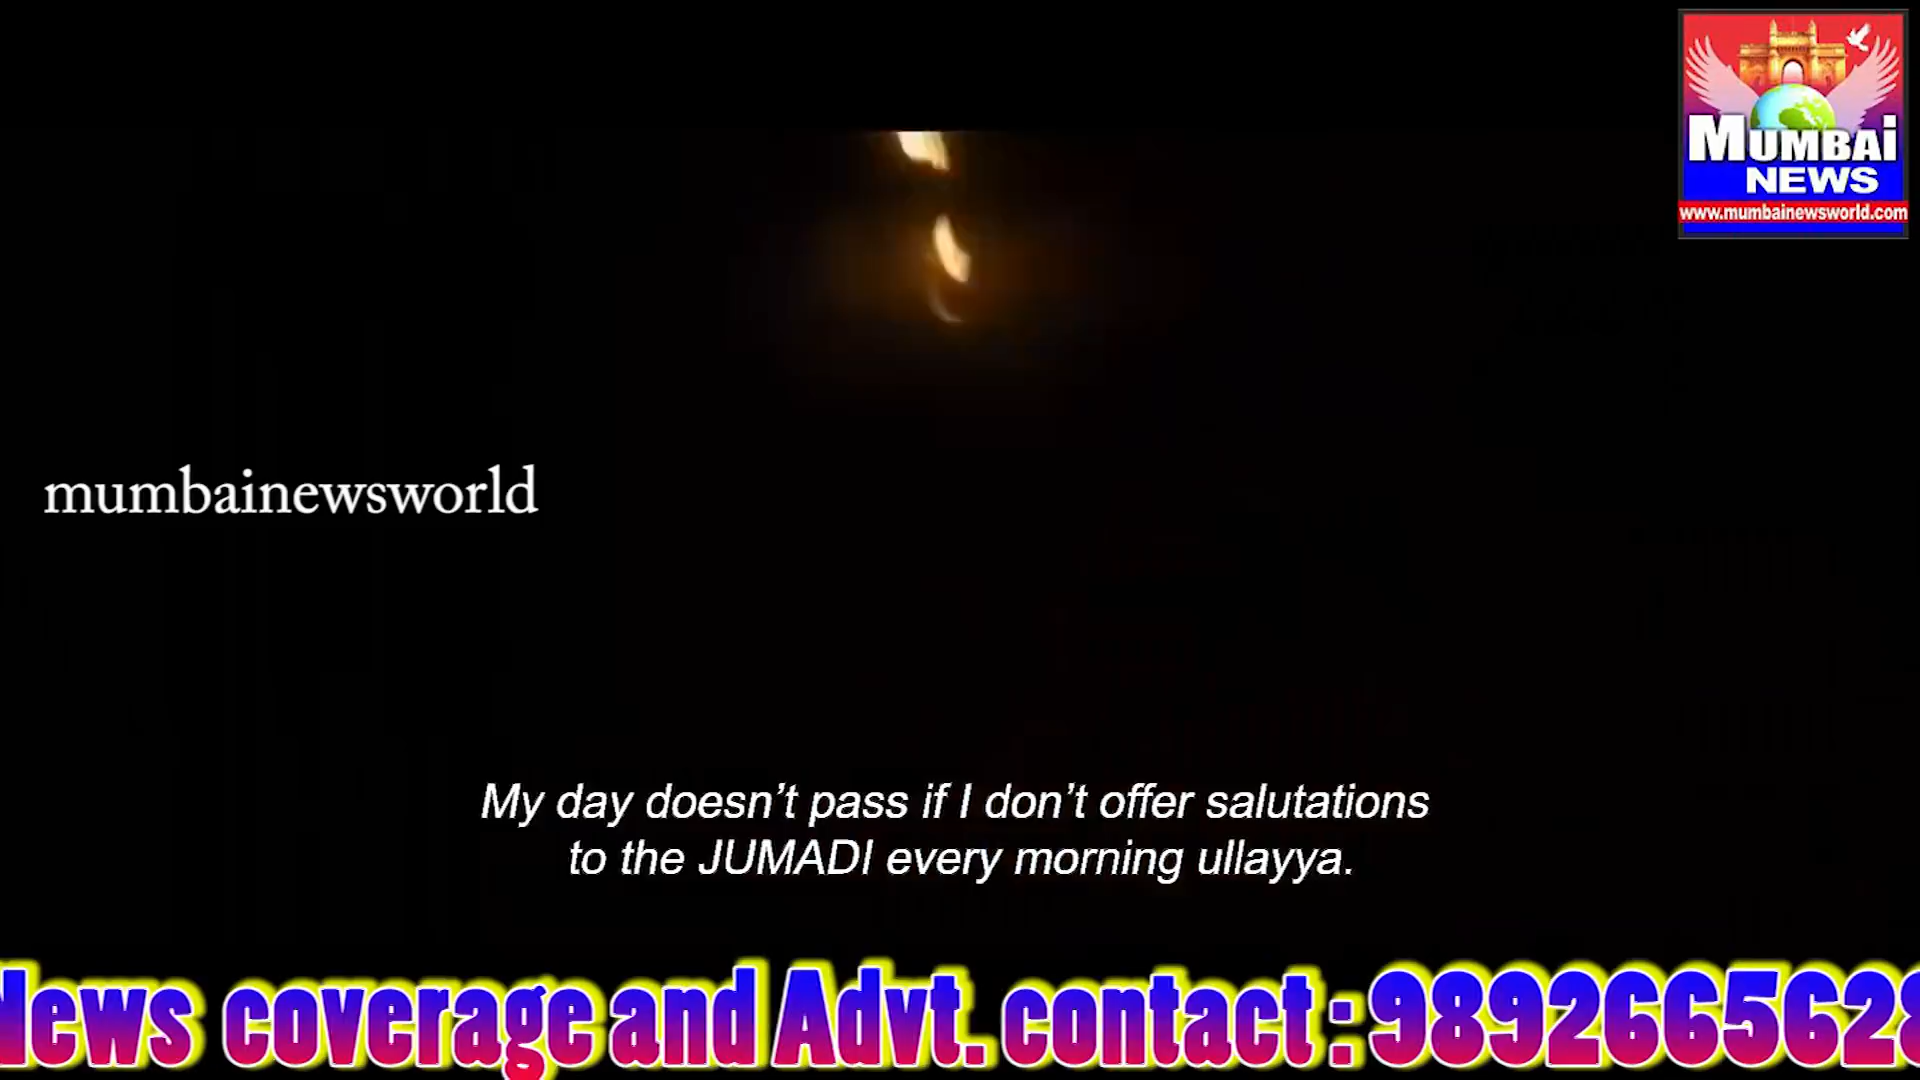 MUMBAi
NEWS
www.mumbainewsworld.com
mumbainewsworld
My day doesn’t pass if I don’t offer salutations
to the JUMADI every morning ullayya.
News coverage and Advt. contact : 9892665628